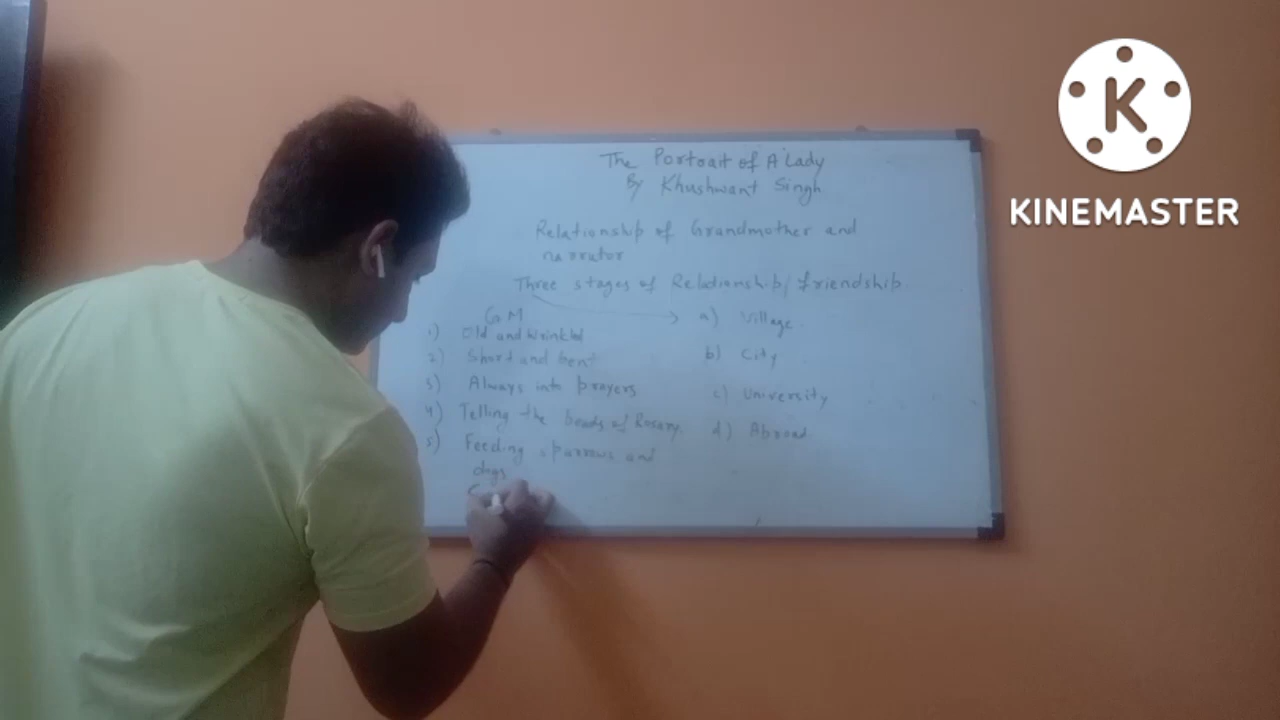 The Portrait of A Lady
By Khushwant Singh
Relationship of Grandmother and
narrator
Three stages of Relationship/friendship.
GM
1) Old and wrinkled
2) Short and bent
3) Always into prayers
4) Telling the beads of Rosary.
5) Feeding sparrows and
dogs
a) Village.
b) City
c) University
d) Abroad
K
KINEMASTER